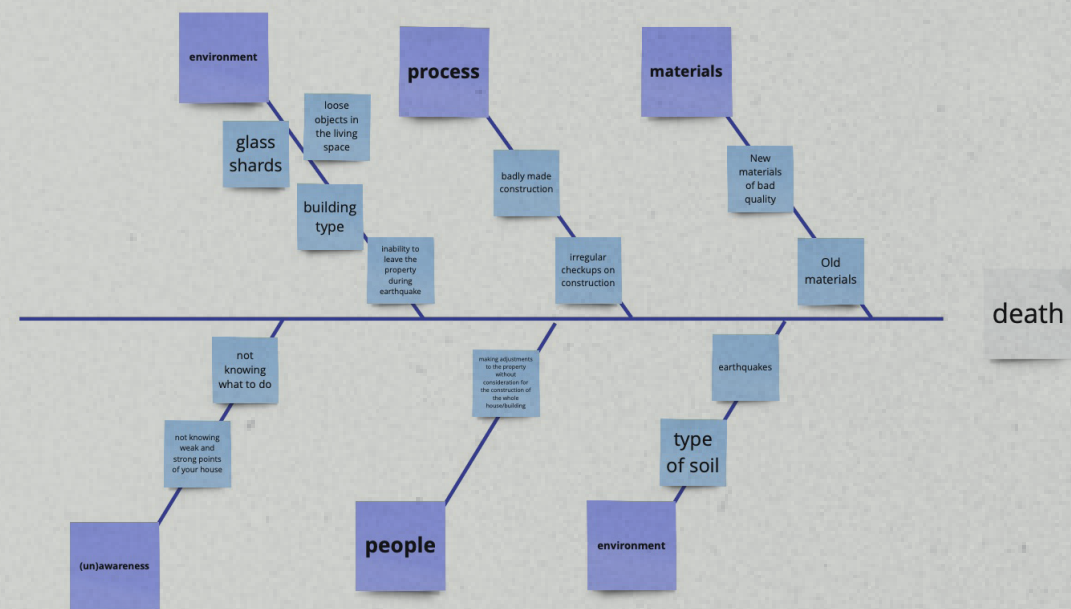 environment
process
materials
loose
objects in
the living
space
glass
shards
badly made
construction
New
materials
of bad
quality
building
type
inability to
leave the
property
during
earthquake
irregular
checkups on
construction
Old
materials
death
not
knowing
what to do
making adjustments
to the property
without
consideration for
the construction of
the whole
house/building
earthquakes
not knowing
weak and
strong points
of your house
type
of soil
(un)awareness
people
environment